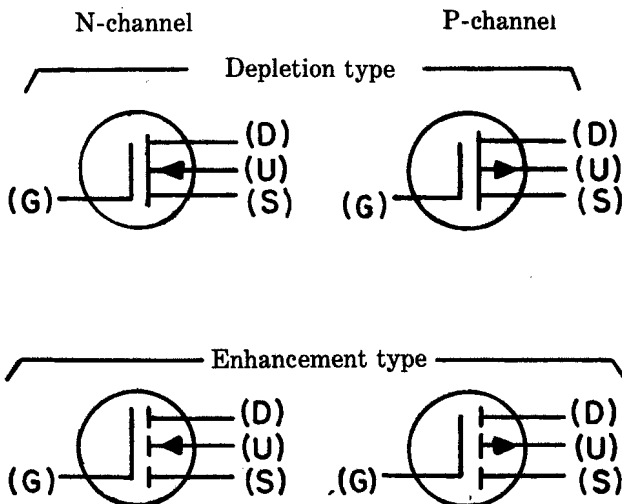 N-channel P-channel
Depletion type
(D) (D)
(U) (U)
(G) (S) (G) (S)
Enhancement type
(D) (D)
(U) (U)
(G) (S) (G) (S)